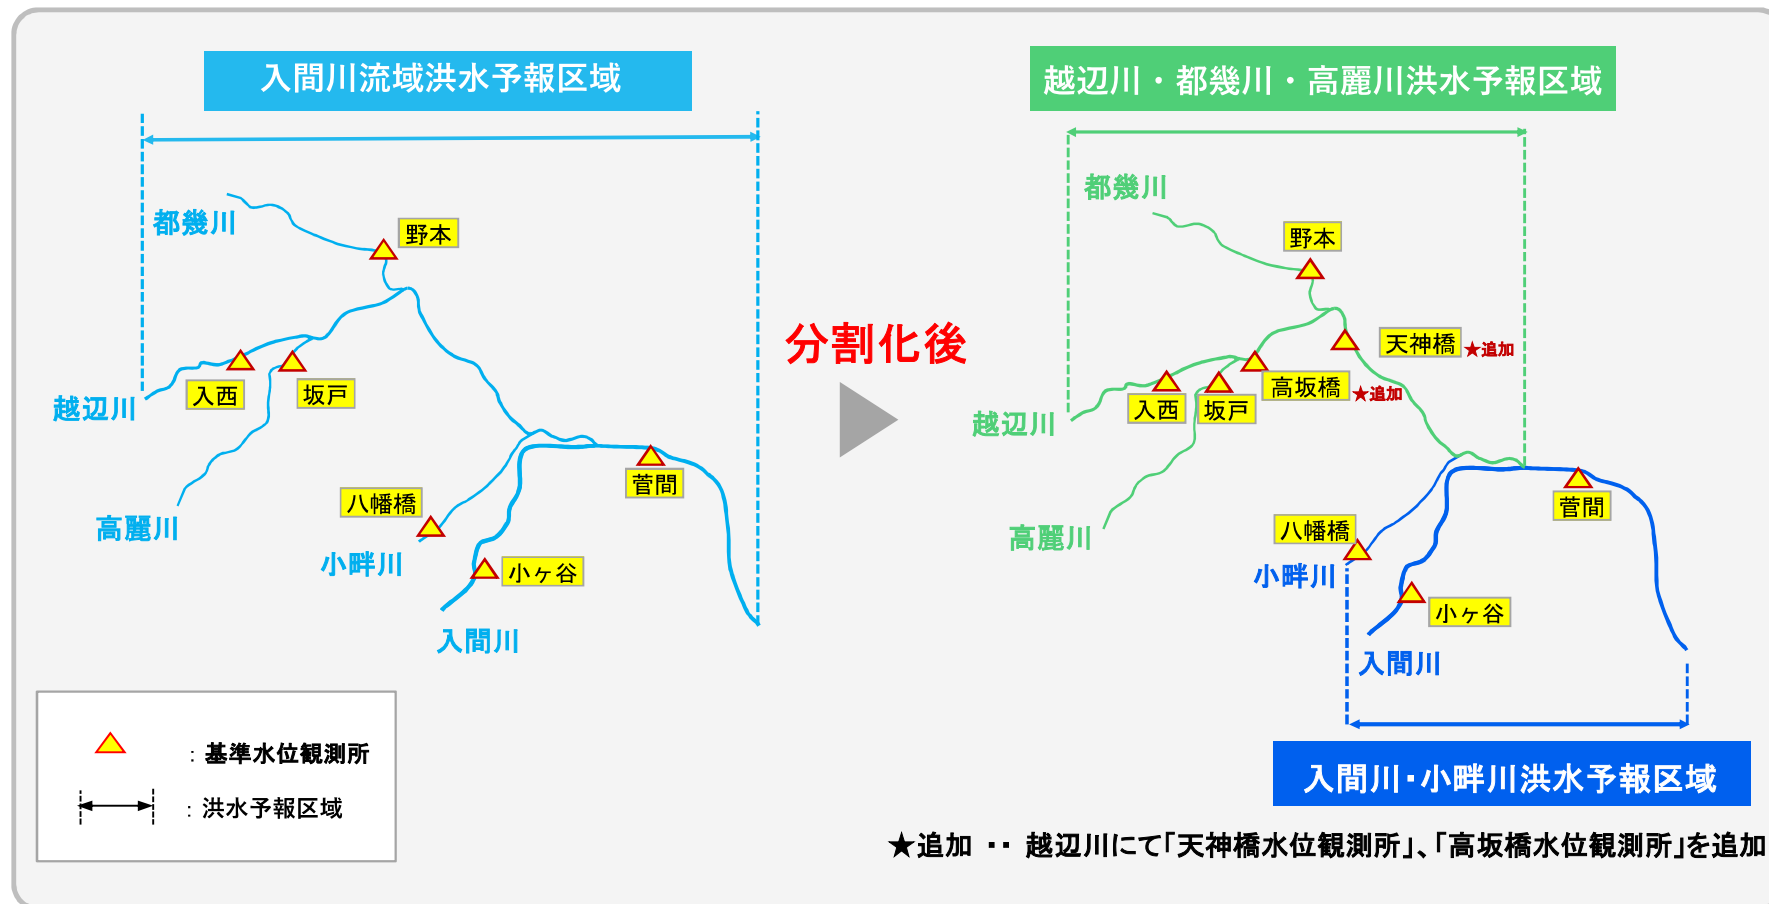 入間川流域洪水予報区域
都幾川
野本
入西
坂戸
越辺川
高麗川
八幡橋
小畔川
菅間
小ヶ谷
入間川
：基準水位観測所
：洪水予報区域
分割化後
越辺川・都幾川・高麗川洪水予報区域
都幾川
野本
天神橋 ★追加
高坂橋 ★追加
入西
坂戸
越辺川
高麗川
八幡橋
小畔川
菅間
小ヶ谷
入間川
入間川・小畔川洪水予報区域
★追加 ・・ 越辺川にて「天神橋水位観測所」、「高坂橋水位観測所」を追加